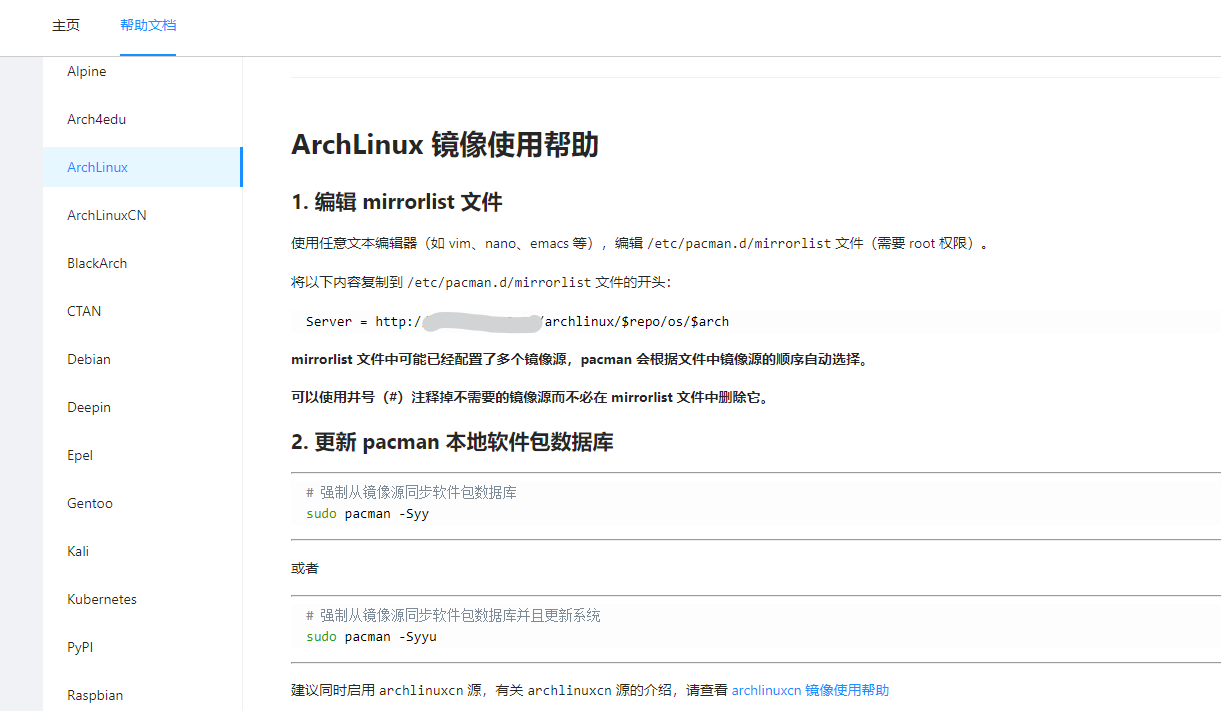 主页
帮助文档
Alpine
Arch4edu
ArchLinux
ArchLinuxCN
BlackArch
CTAN
Debian
Deepin
Epel
Gentoo
Kali
Kubernetes
PyPI
Raspbian
ArchLinux 镜像使用帮助
1. 编辑 mirrorlist 文件
使用任意文本编辑器（如 vim、nano、emacs 等），编辑 /etc/pacman.d/mirrorlist 文件（需要 root 权限）。
将以下内容复制到 /etc/pacman.d/mirrorlist 文件的开头：
Server = http:/ /archlinux/$repo/os/$arch
mirrorlist 文件中可能已经配置了多个镜像源，pacman 会根据文件中镜像源的顺序自动选择。
可以使用井号（#）注释掉不需要的镜像源而不必在 mirrorlist 文件中删除它。
2. 更新 pacman 本地软件包数据库
# 强制从镜像源同步软件包数据库
sudo pacman -Syy
或者
# 强制从镜像源同步软件包数据库并且更新系统
sudo pacman -Syyu
建议同时启用 archlinuxcn 源，有关 archlinuxcn 源的介绍，请查看 archlinuxcn 镜像使用帮助